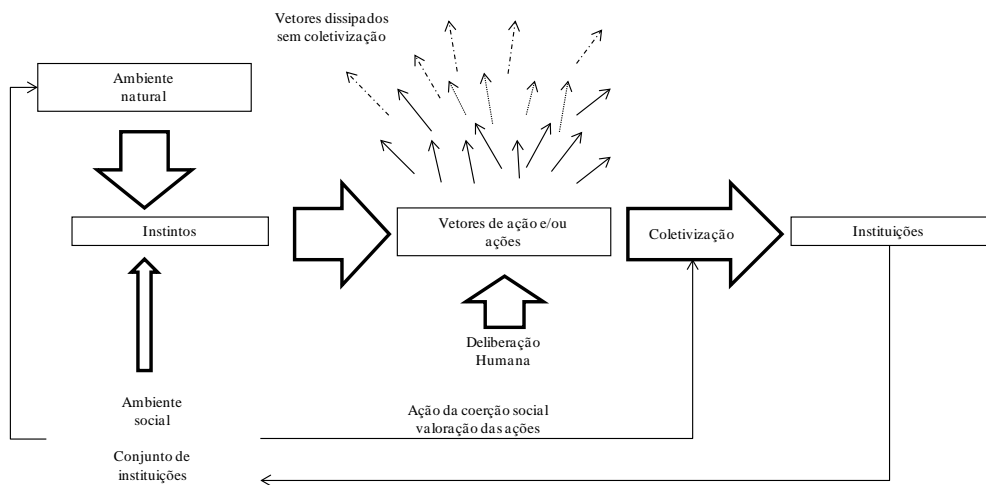 Vetores dissipados
sem coletivização
Ambiente
natural
Instintos
Vetores de ação e/ou
ações
Coletivização
Instituições
Deliberação
Humana
Ambiente
social
Ação da coerção social
valoração das ações
Conjunto de
instituições